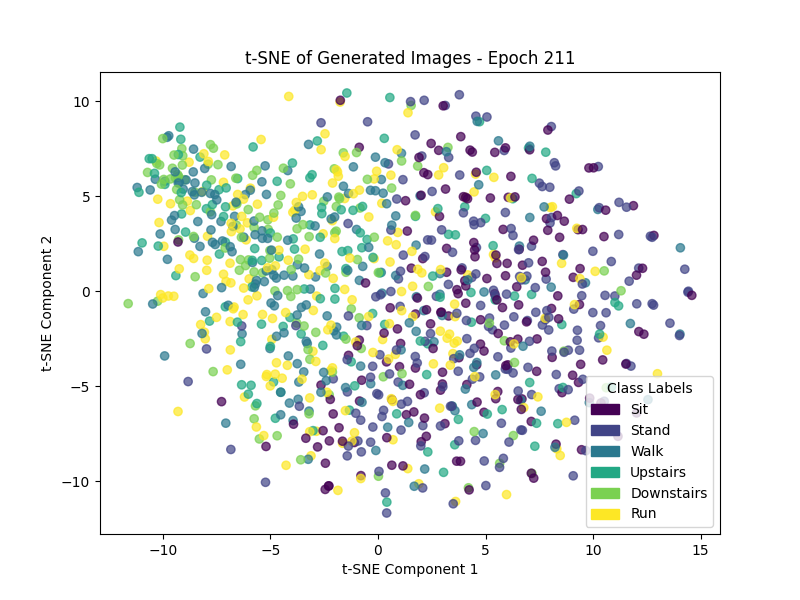 t-SNE of Generated Images - Epoch 211
t-SNE Component 2
10
5
0
−5
−10
−10
−5
0
5
10
15
t-SNE Component 1
Class Labels
Sit
Stand
Walk
Upstairs
Downstairs
Run